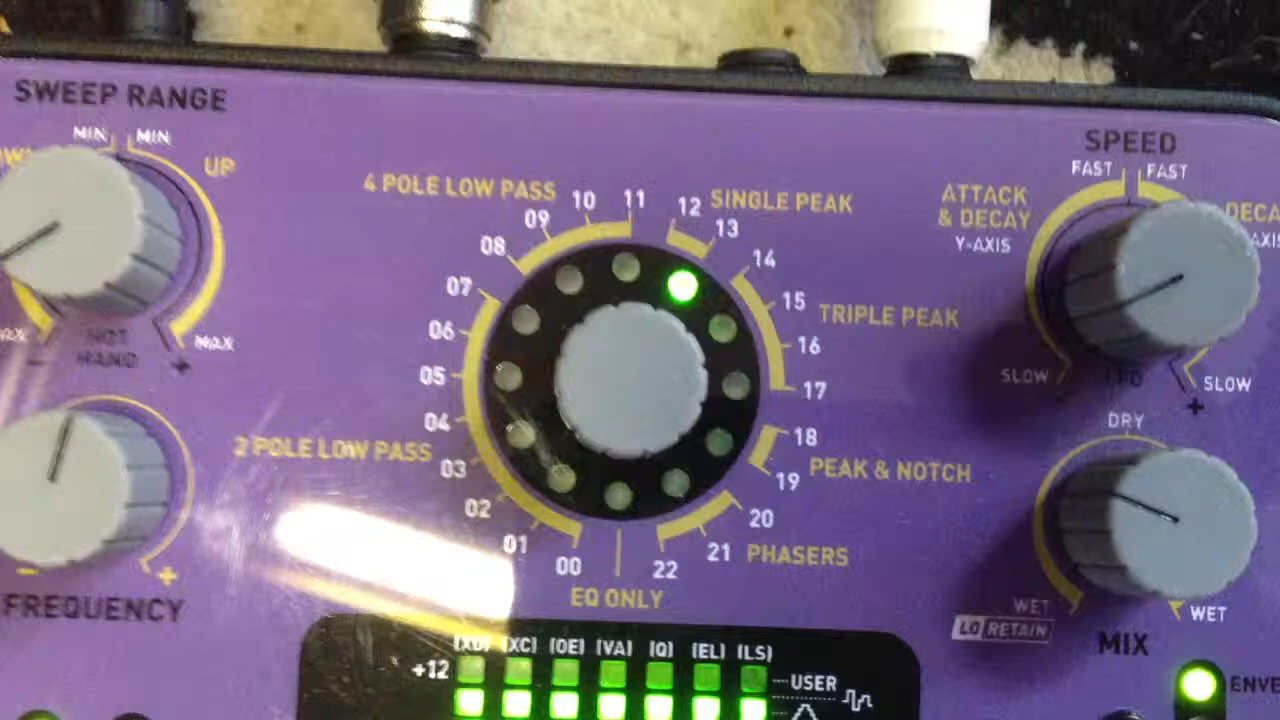 SWEEP RANGE
MIN MIN
UP
MAX
HOT
HAND
- +
FREQUENCY
- +
4 POLE LOW PASS
2 POLE LOW PASS
00
01
02
03
04
05
06
07
08
09
10
11
12
13
SINGLE PEAK
14
15
16
17
TRIPLE PEAK
18
19
PEAK & NOTCH
20
21
22
PHASERS
EQ ONLY
SPEED
FAST FAST
ATTACK
& DECAY
Y-AXIS
SLOW
LFO
SLOW
+
DRY
WET
LO RETAIN
WET
MIX
(XC) (OE) (VA) (Q) (EL) (LS)
+12
USER